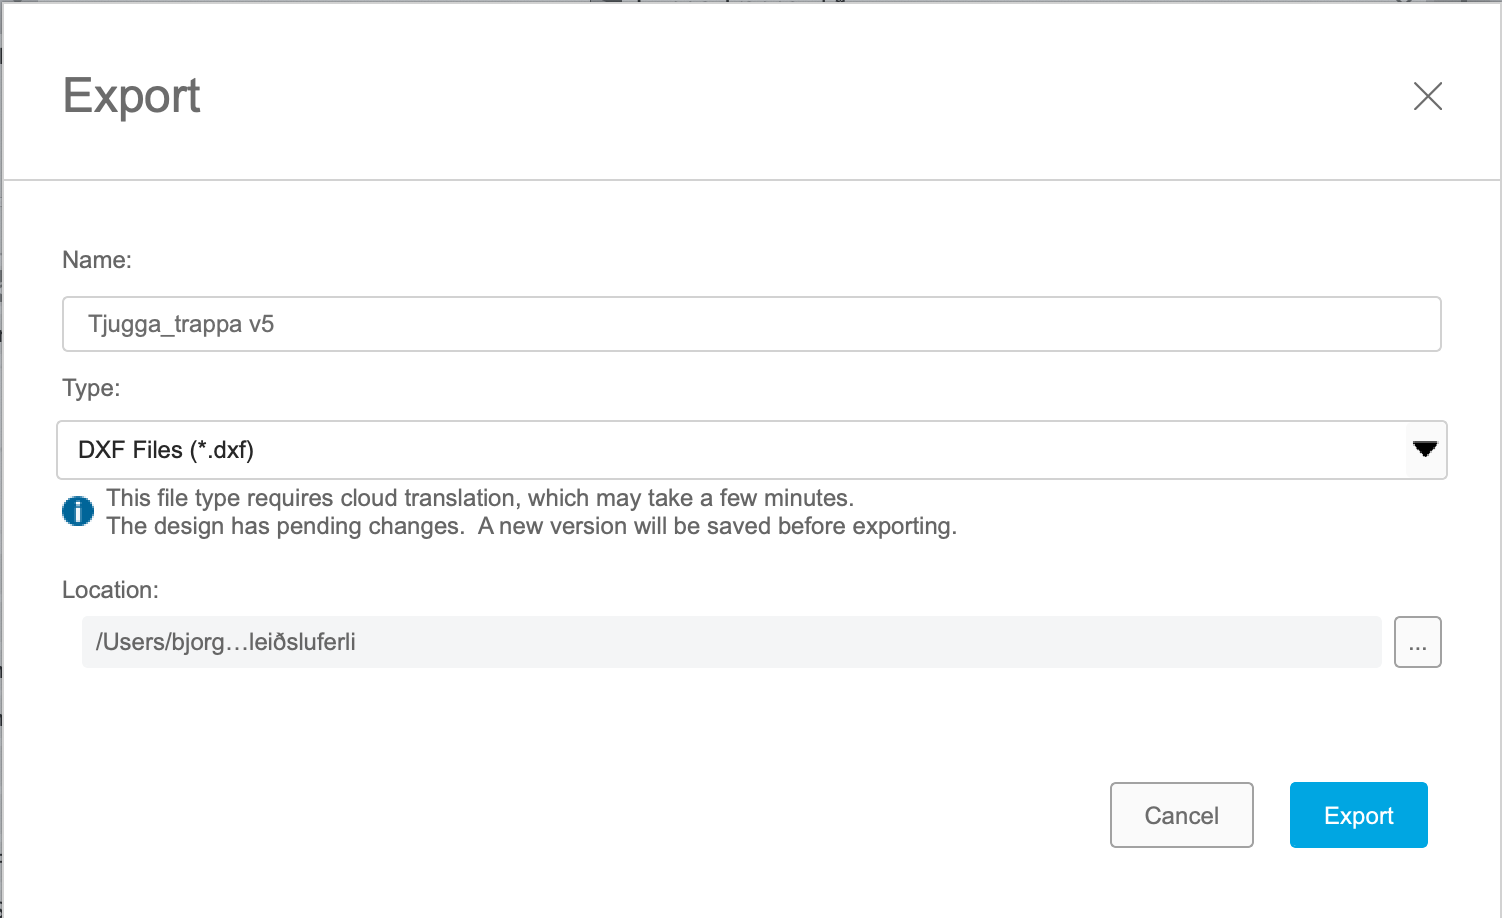 Export
Name:
Tjugga_trappa v5
Type:
DXF Files (*.dxf)
This file type requires cloud translation, which may take a few minutes.
The design has pending changes.  A new version will be saved before exporting.
Location:
/Users/bjorg…leiðsluferli
...
Cancel
Export